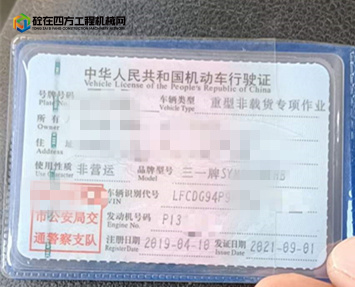 砼在四方工程机械网
中华人民共和国机动车行驶证
Vehicle License of the People's Republic of China
号牌号码
Plate No.
车辆类型
Vehicle Type
重型非载货专项作业
所有人
Owner
住址
使用性质
非营运
品牌型号
三一牌SY
车辆识别代号
VIN
LFCDG94P
市公安局交
通警察支队
发动机号码
Engine No.
P13
注册日期
Register Date
2019-04-18
发证日期
Issue Date
2021-09-01